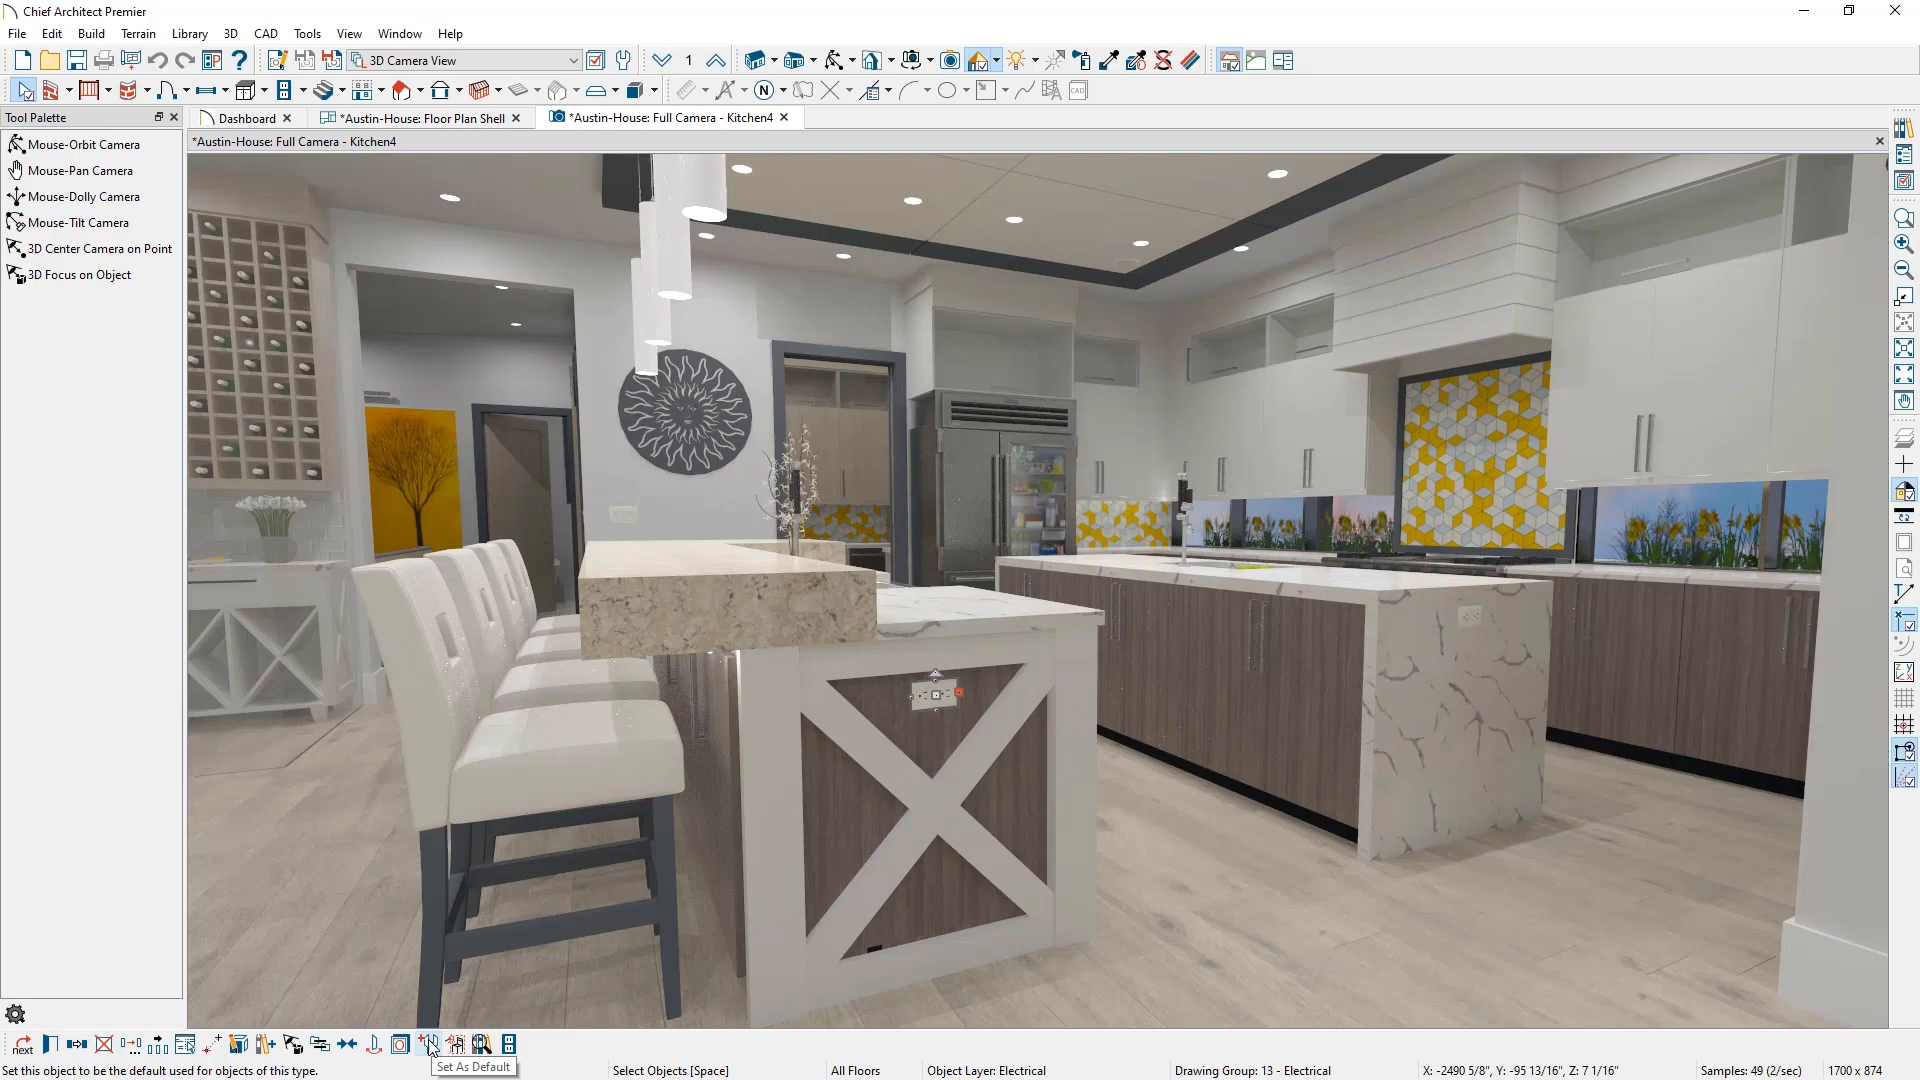 Chief Architect Premier
File Edit Build Terrain Library 3D CAD Tools View Window Help
3D Camera View
1
N
CAD
Tool Palette
Dashboard
*Austin-House: Floor Plan Shell
*Austin-House: Full Camera - Kitchen4
*Austin-House: Full Camera - Kitchen4
Mouse-Orbit Camera
Mouse-Pan Camera
Mouse-Dolly Camera
Mouse-Tilt Camera
3D Center Camera on Point
3D Focus on Object
next
Set As Default
Set this object to be the default used for objects of this type.
Select Objects [Space]
All Floors
Object Layer: Electrical
Drawing Group: 13 - Electrical
X: -2490 5/8", Y: -95 13/16", Z: 7 1/16"
Samples: 49 (2/sec)
1700 x 874